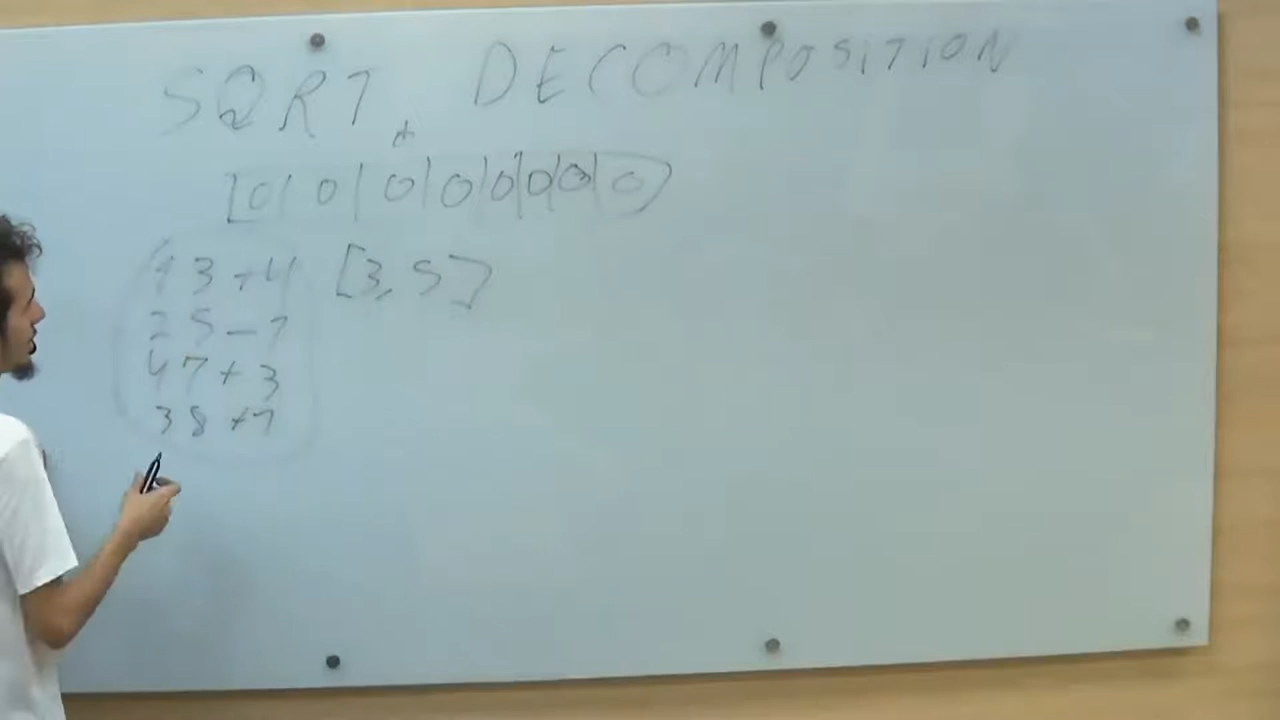 SQRT DECOMPOSITION
[0|0|0|0|0|0|0|0]
1 3 +4 [3,5]
2 5 -7
4 7 + 3
3 8 +7